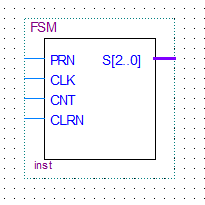 FSM
PRN S[2..0]
CLK
CNT
CLRN
inst